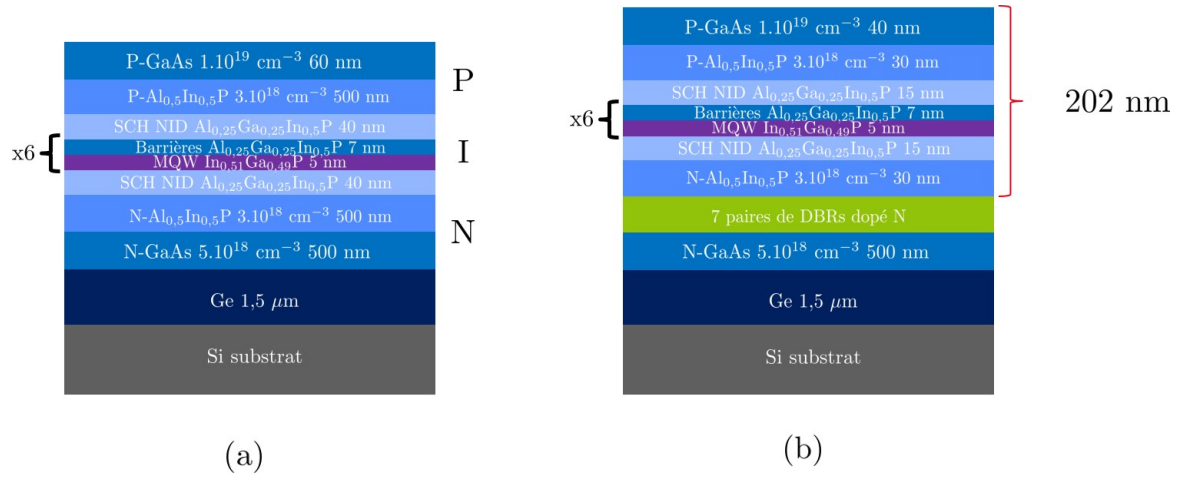 P-GaAs 1.10¹⁹ cm⁻³ 60 nm
P-Al₀,₅In₀,₅P 3.10¹⁸ cm⁻³ 500 nm
P
SCH NID Al₀,₂₅Ga₀,₂₅In₀,₅P 40 nm
x6
Barrières Al₀,₂₅Ga₀,₂₅In₀,₅P 7 nm
MQW In₀,₅₁Ga₀,₄₉P 5 nm
I
SCH NID Al₀,₂₅Ga₀,₂₅In₀,₅P 40 nm
N-Al₀,₅In₀,₅P 3.10¹⁸ cm⁻³ 500 nm
N
N-GaAs 5.10¹⁸ cm⁻³ 500 nm
Ge 1,5 μm
Si substrat
(a)
P-GaAs 1.10¹⁹ cm⁻³ 40 nm
P-Al₀,₅In₀,₅P 3.10¹⁸ cm⁻³ 30 nm
SCH NID Al₀,₂₅Ga₀,₂₅In₀,₅P 15 nm
x6
Barrières Al₀,₂₅Ga₀,₂₅In₀,₅P 7 nm
MQW In₀,₅₁Ga₀,₄₉P 5 nm
SCH NID Al₀,₂₅Ga₀,₂₅In₀,₅P 15 nm
N-Al₀,₅In₀,₅P 3.10¹⁸ cm⁻³ 30 nm
202 nm
7 paires de DBRs dopé N
N-GaAs 5.10¹⁸ cm⁻³ 500 nm
Ge 1,5 μm
Si substrat
(b)